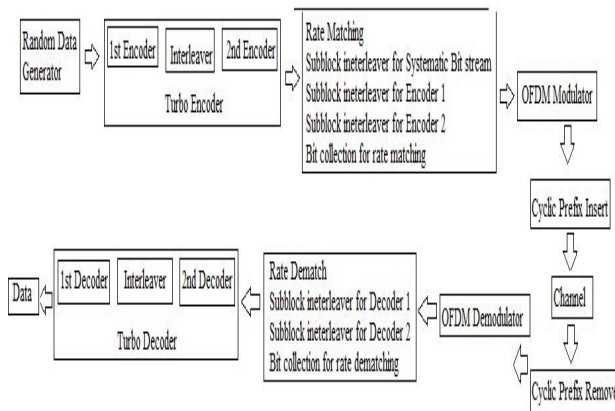 Random Data
Generator
1st Encoder
Interleaver
2nd Encoder
Turbo Encoder
Rate Matching
Subblock ineterleaver for Systematic Bit stream
Subblock ineterleaver for Encoder 1
Subblock ineterleaver for Encoder 2
Bit collection for rate matching
OFDM Modulator
Cyclic Prefix Insert
Channel
Cyclic Prefix Remove
OFDM Demodulator
Rate Dematch
Subblock ineterleaver for Decoder 1
Subblock ineterleaver for Decoder 2
Bit collection for rate dematching
1st Decoder
Interleaver
2nd Decoder
Turbo Decoder
Data